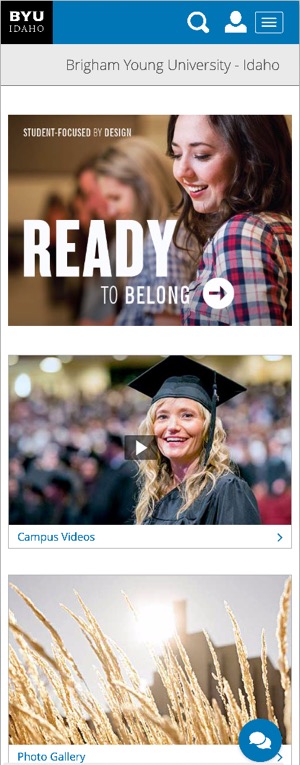 BYU
IDAHO
Brigham Young University - Idaho
STUDENT-FOCUSED BY DESIGN
READY
TO BELONG
Campus Videos
Photo Gallery